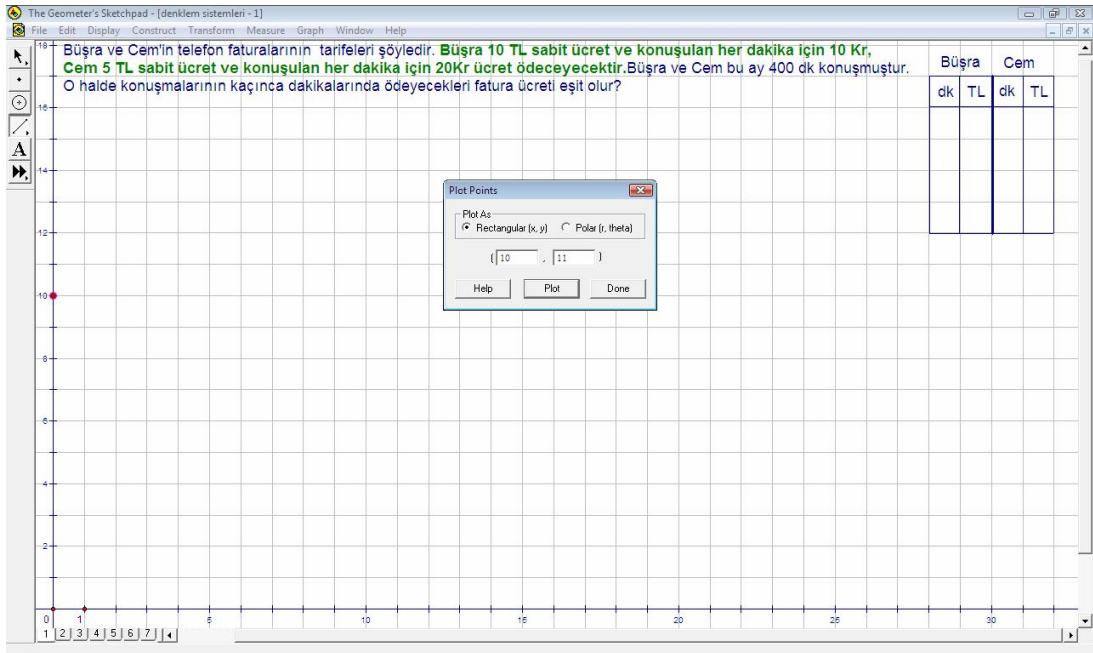 The Geometer's Sketchpad - [denklem sistemleri - 1]
File Edit Display Construct Transform Measure Graph Window Help
Büşra ve Cem'in telefon faturalarının tarifeleri şöyledir. Büşra 10 TL sabit ücret ve konuşulan her dakika için 10 Kr,
Cem 5 TL sabit ücret ve konuşulan her dakika için 20Kr ücret ödeceyecektir.Büşra ve Cem bu ay 400 dk konuşmuştur.
O halde konuşmalarının kaçınca dakikalarında ödeyecekleri fatura ücreti eşit olur?
Büşra Cem
dk TL dk TL
A
Plot Points
Plot As
Rectangular (x, y) Polar (r, theta)
( 10 , 11 )
Help Plot Done
18
16
14
12
10
8
6
4
2
0 1 5 10 15 20 25 30
1 2 3 4 5 6 7